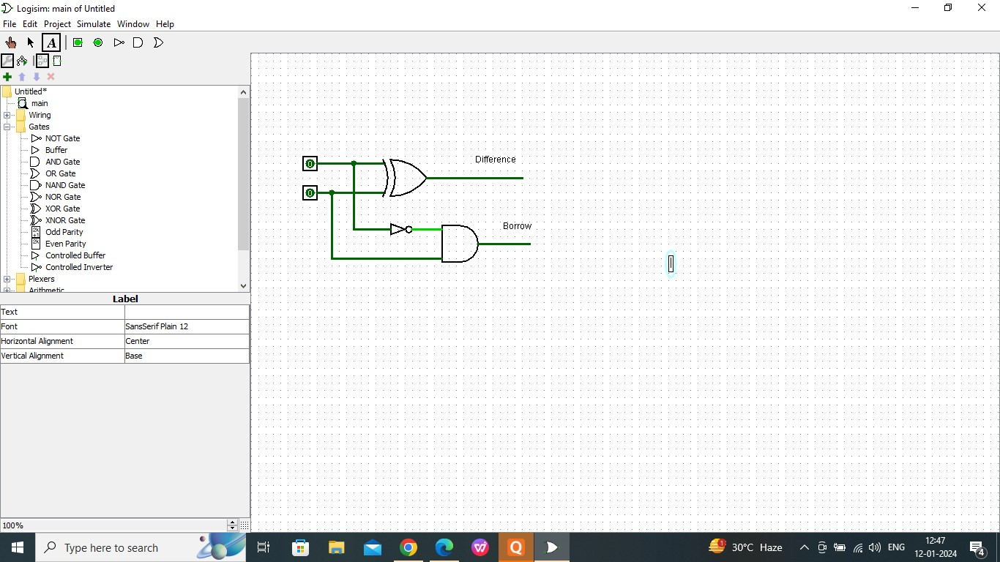 Logisim: main of Untitled
File Edit Project Simulate Window Help
A
Untitled*
main
Wiring
Gates
NOT Gate
Buffer
AND Gate
OR Gate
NAND Gate
NOR Gate
XOR Gate
XNOR Gate
Odd Parity
Even Parity
Controlled Buffer
Controlled Inverter
Plexers
Arithmetic
Label
Text
Font SansSerif Plain 12
Horizontal Alignment Center
Vertical Alignment Base
100%
Difference
0
0
Borrow
Type here to search
Q
1
30°C Haze
ENG
12:47
12-01-2024
4